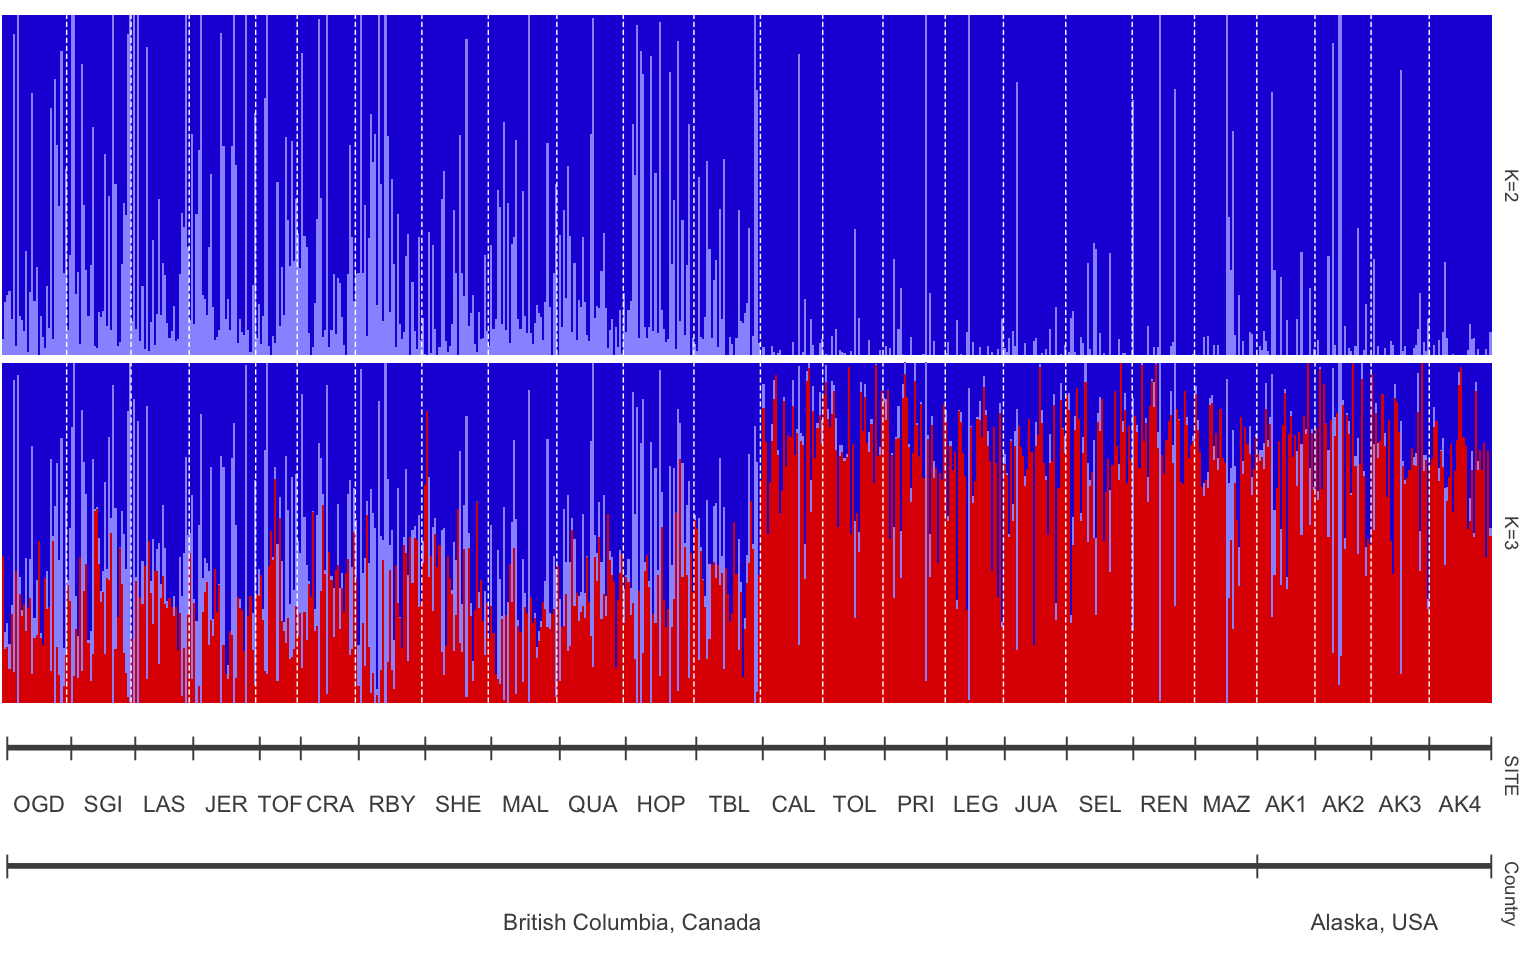 K=2
K=3
SITE
OGD SGI LAS JER TOF CRA RBY SHE MAL QUA HOP TBL CAL TOL PRI LEG JUA SEL REN MAZ AK1 AK2 AK3 AK4
Country
British Columbia, Canada Alaska, USA